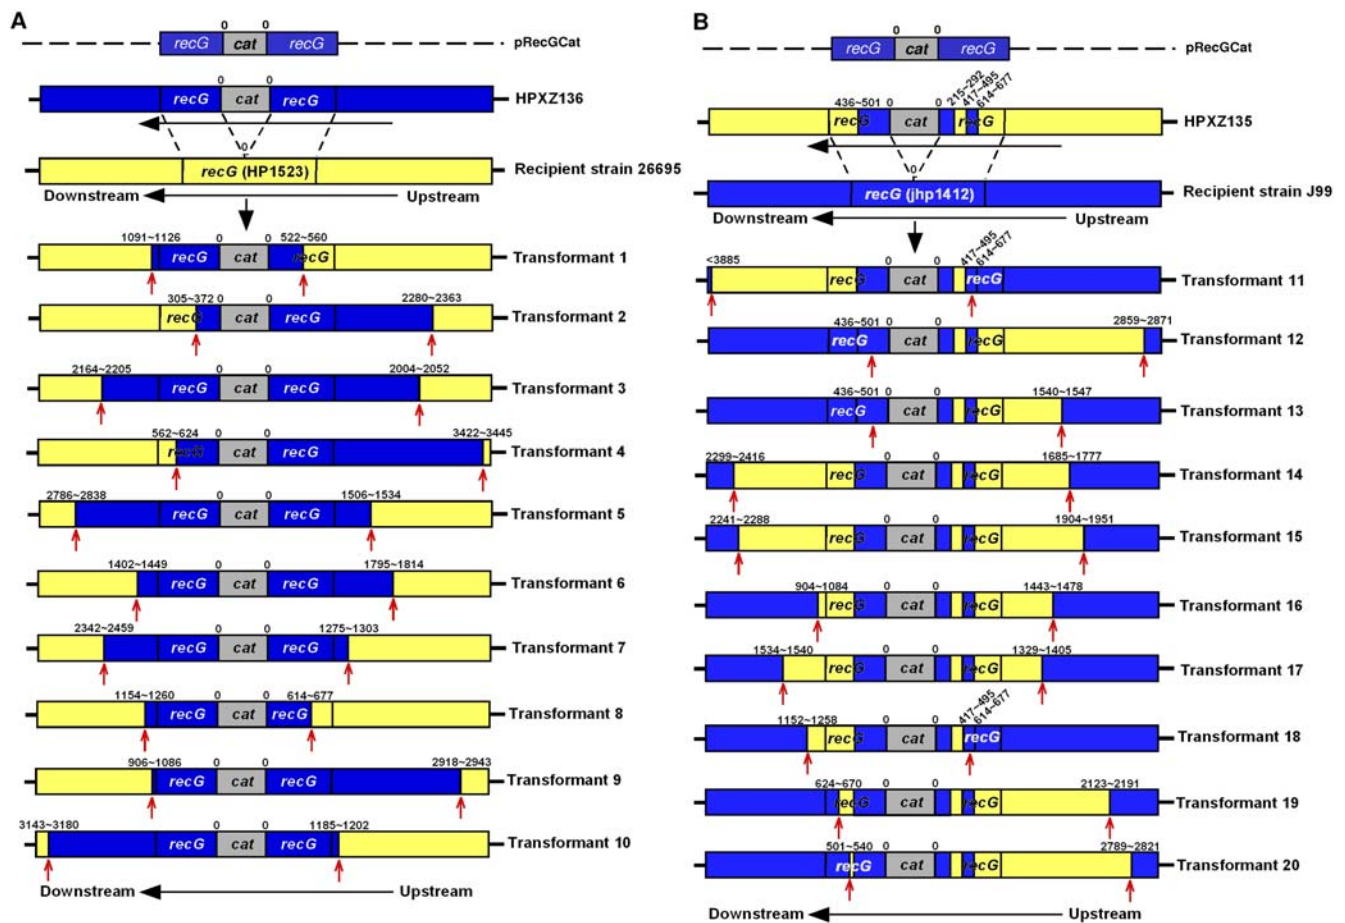 A
0 0
recG cat recG
pRecGCat
0 0
recG cat recG
HPXZ136
0
recG (HP1523)
Recipient strain 26695
Downstream Upstream
1091~1126 0 0 522~560
recG cat recG
Transformant 1
305~372 0 0 2280~2363
recG cat recG
Transformant 2
2164~2205 0 0 2004~2052
recG cat recG
Transformant 3
562~624 0 0 3422~3445
recG cat recG
Transformant 4
2786~2838 0 0 1506~1534
recG cat recG
Transformant 5
1402~1449 0 0 1795~1814
recG cat recG
Transformant 6
2342~2459 0 0 1275~1303
recG cat recG
Transformant 7
1154~1260 0 0 614~677
recG cat recG
Transformant 8
906~1086 0 0 2918~2943
recG cat recG
Transformant 9
3143~3180 0 0 1185~1202
recG cat recG
Transformant 10
Downstream Upstream
B
0 0
recG cat recG
pRecGCat
436~501 0 0 215~292 417~495 614~677
recG cat recG
HPXZ135
0
recG (jhp1412)
Recipient strain J99
Downstream Upstream
<3885 0 0 417~495 614~677
recG cat recG
Transformant 11
436~501 0 0 2859~2871
recG cat recG
Transformant 12
436~501 0 0 1540~1547
recG cat recG
Transformant 13
2299~2416 0 0 1685~1777
recG cat recG
Transformant 14
2241~2288 0 0 1904~1951
recG cat recG
Transformant 15
904~1084 0 0 1443~1478
recG cat recG
Transformant 16
1534~1540 0 0 1329~1405
recG cat recG
Transformant 17
1152~1258 0 0 417~495 614~677
recG cat recG
Transformant 18
624~670 0 0 2123~2191
recG cat recG
Transformant 19
501~540 0 0 2789~2821
recG cat recG
Transformant 20
Downstream Upstream